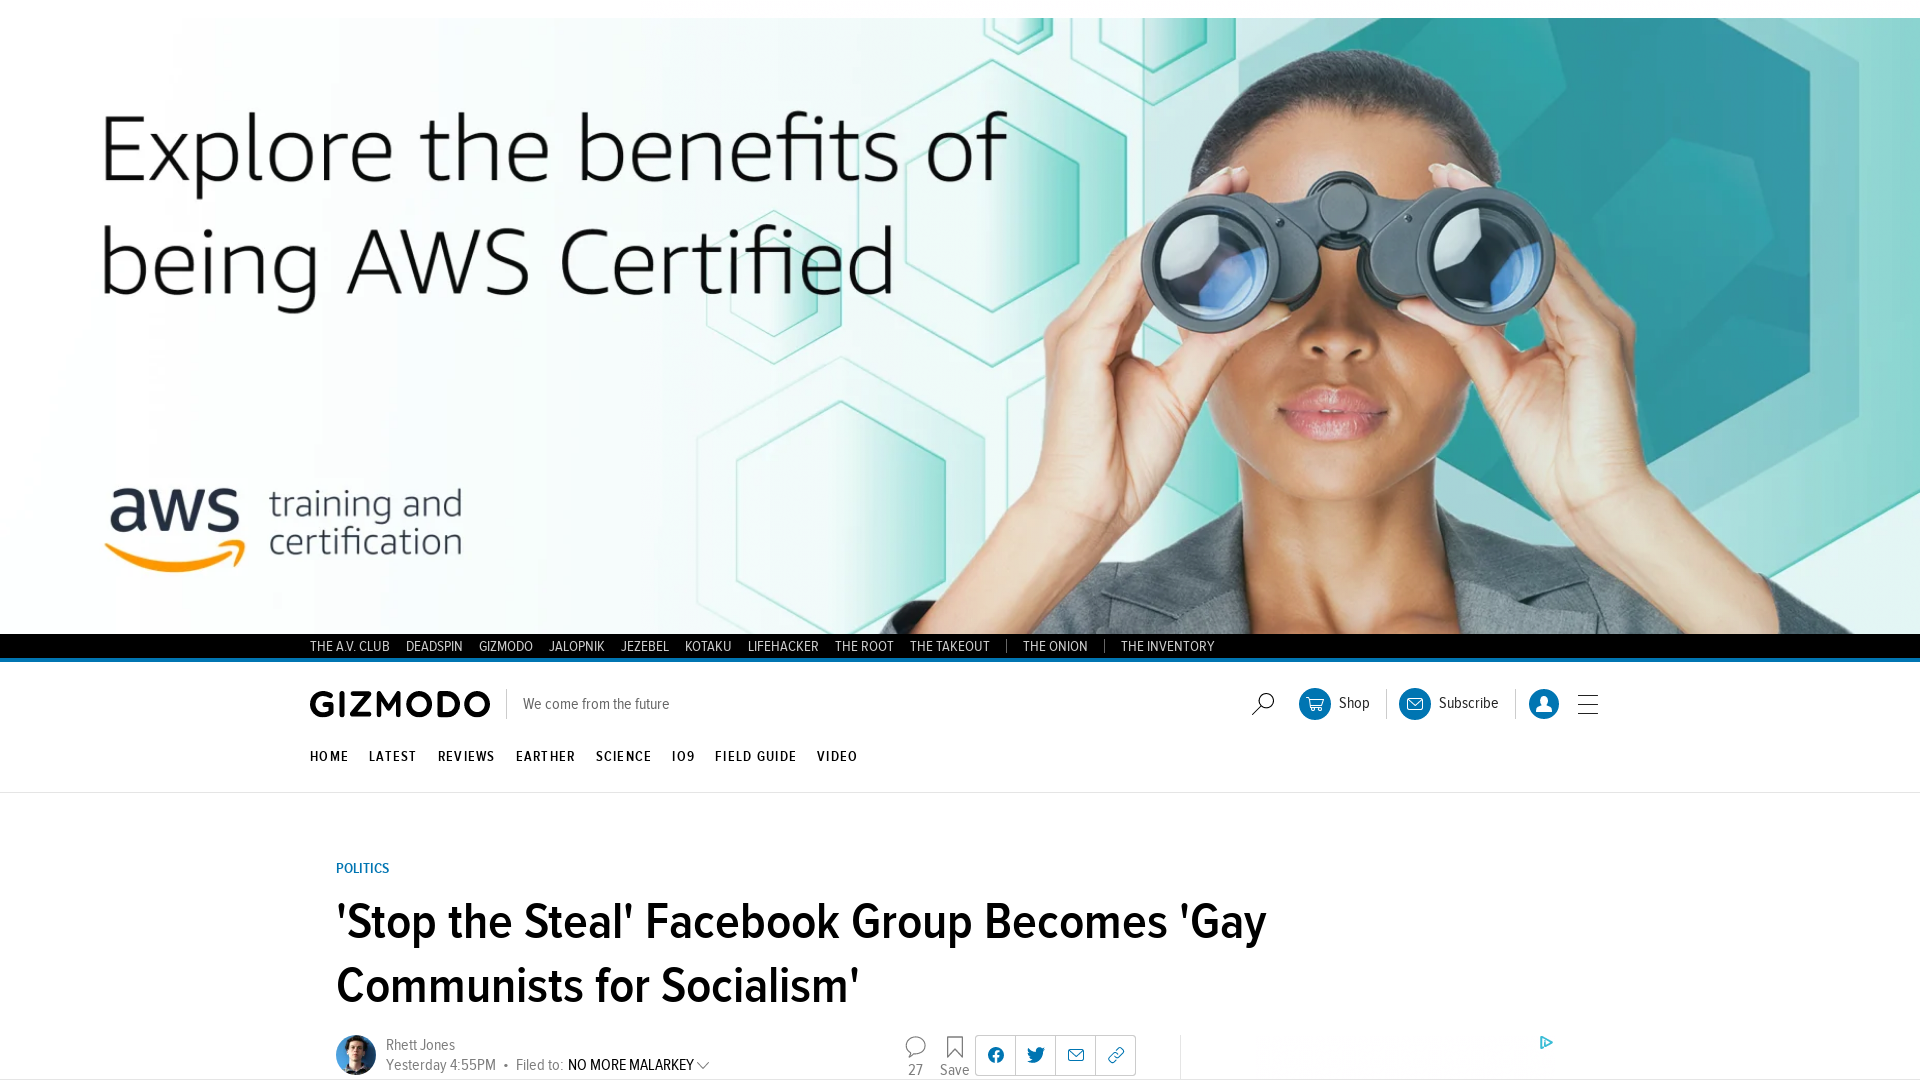 Explore the benefits of
being AWS Certified
aws training and
certification
THE A.V. CLUB DEADSPIN GIZMODO JALOPNIK JEZEBEL KOTAKU LIFEHACKER THE ROOT THE TAKEOUT THE ONION THE INVENTORY
GIZMODO We come from the future Shop Subscribe
HOME LATEST REVIEWS EARTHER SCIENCE IO9 FIELD GUIDE VIDEO
POLITICS
'Stop the Steal' Facebook Group Becomes 'Gay
Communists for Socialism'
Rhett Jones
Yesterday 4:55PM • Filed to: NO MORE MALARKEY
27 Save